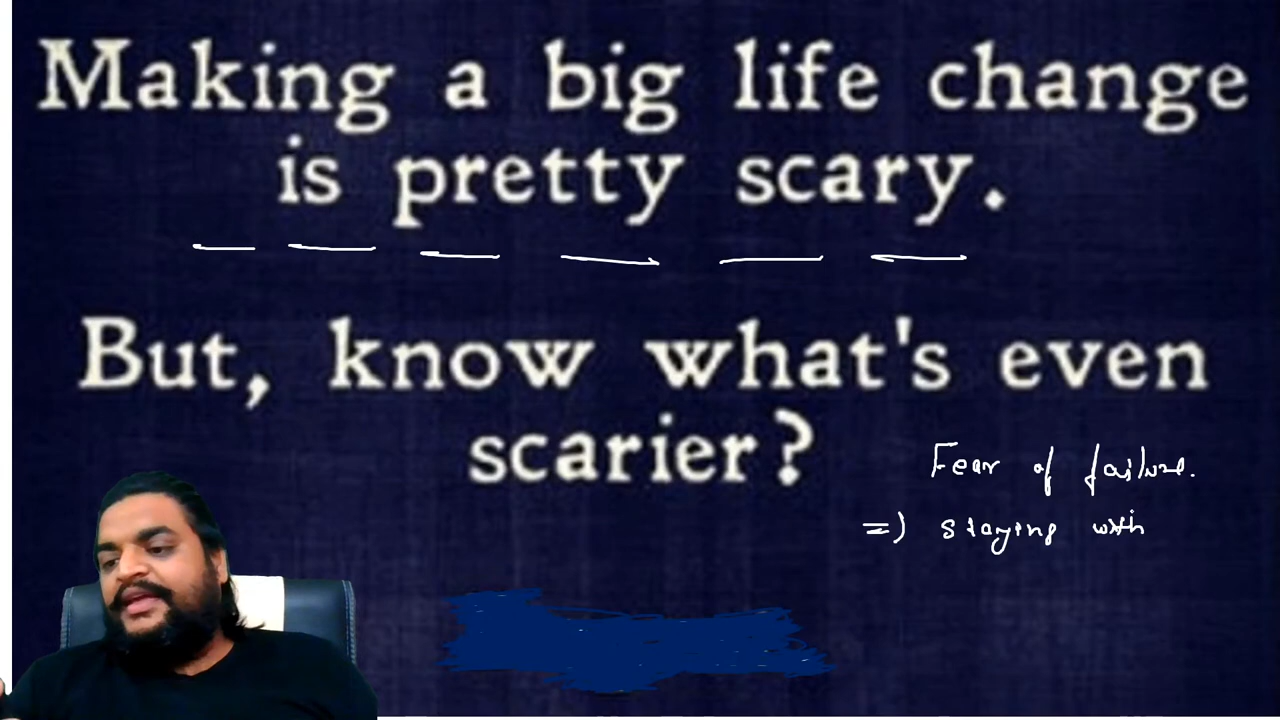 Making a big life change
is pretty scary.
But, know what's even
scarier?
Fear of failure.
=) staying with